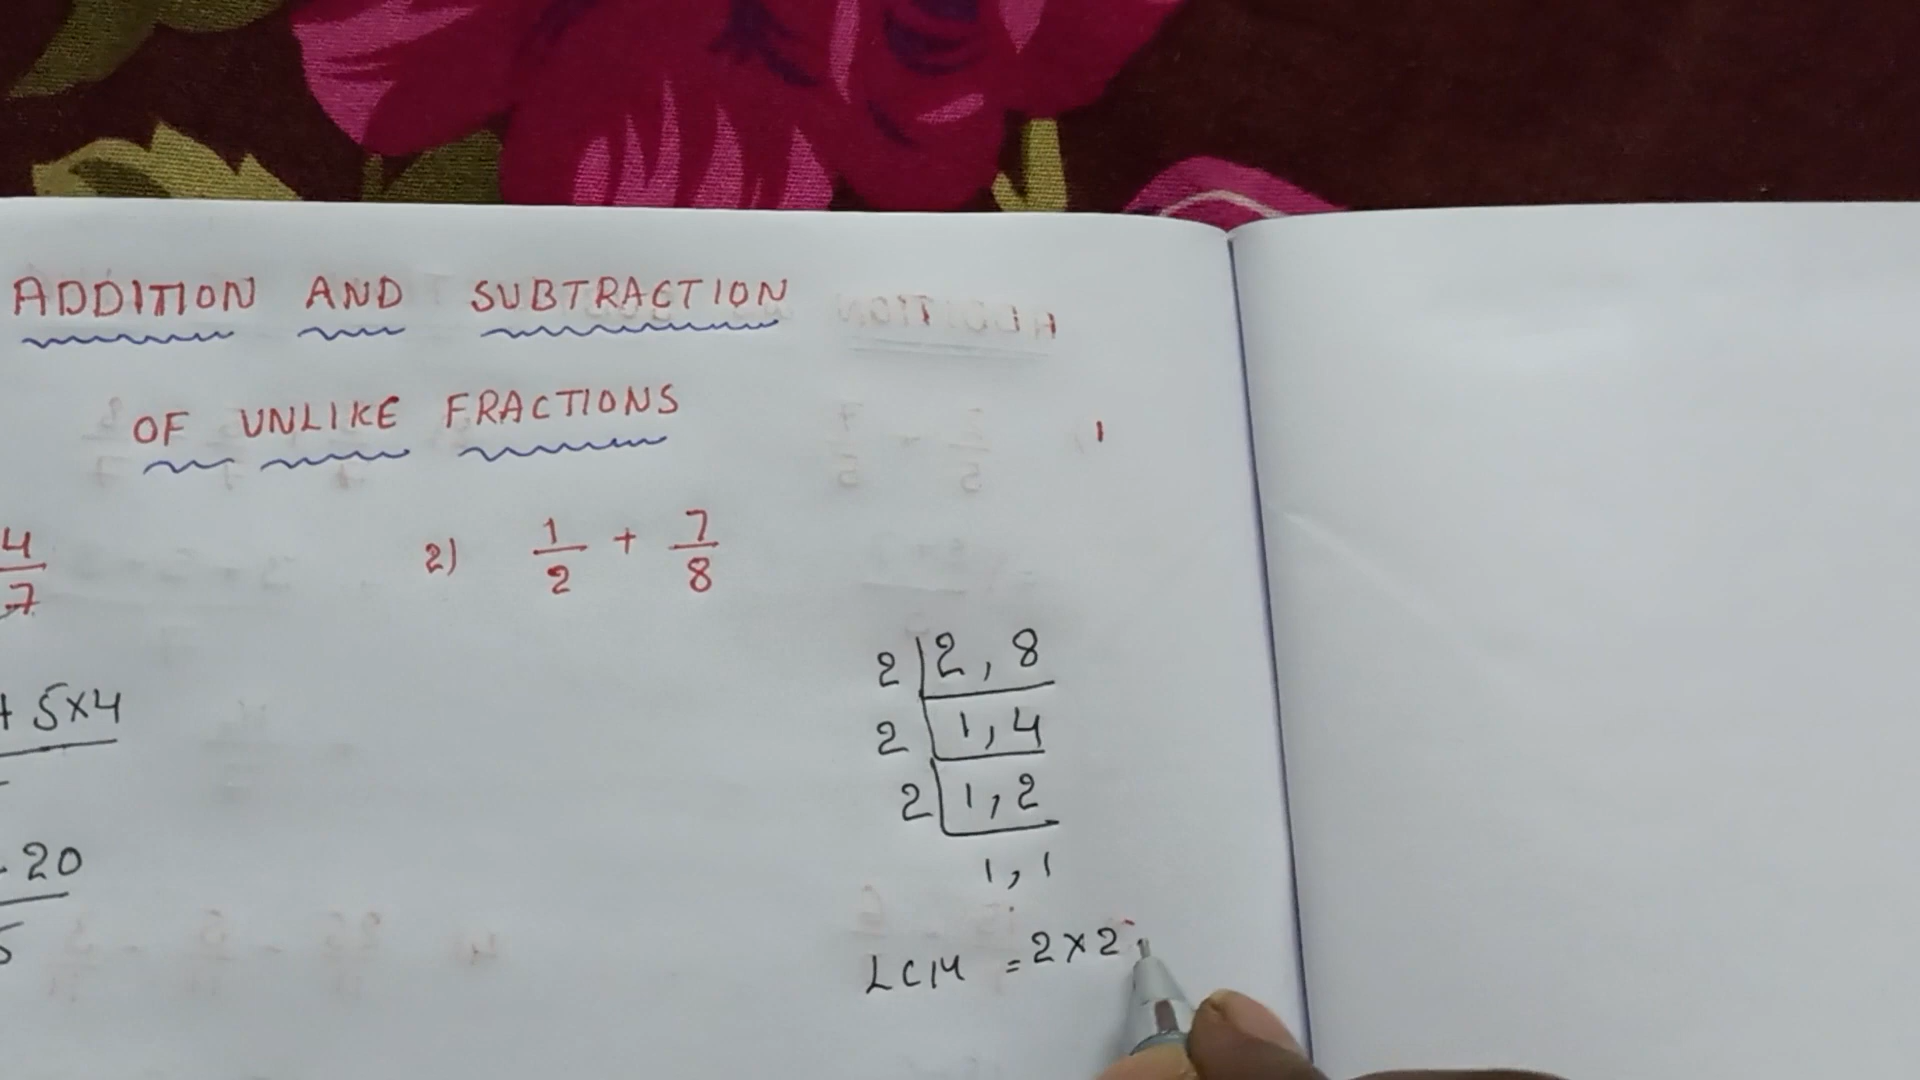 ADDITION AND SUBTRACTION
OF UNLIKE FRACTIONS
4/7
2) 1/2 + 7/8
+ 5×4
20
5
2 | 2, 8
2 | 1, 4
2 | 1, 2
1, 1
LCM = 2×2